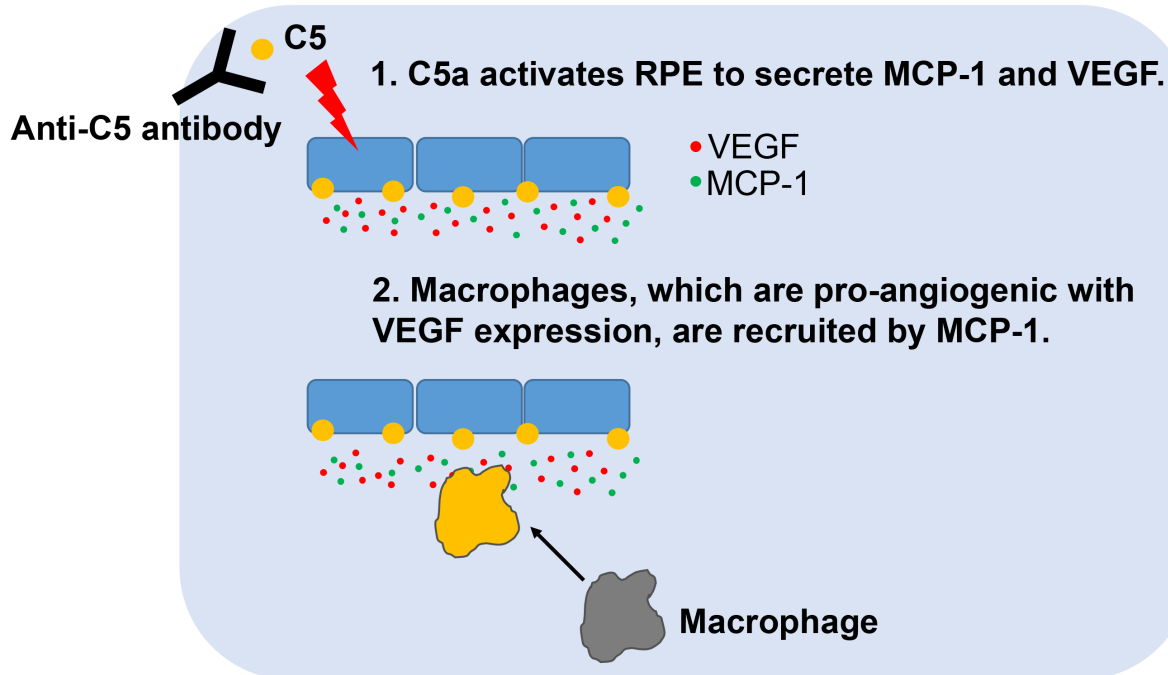 C5
1. C5a activates RPE to secrete MCP-1 and VEGF.
Anti-C5 antibody
VEGF
MCP-1
2. Macrophages, which are pro-angiogenic with
VEGF expression, are recruited by MCP-1.
Macrophage